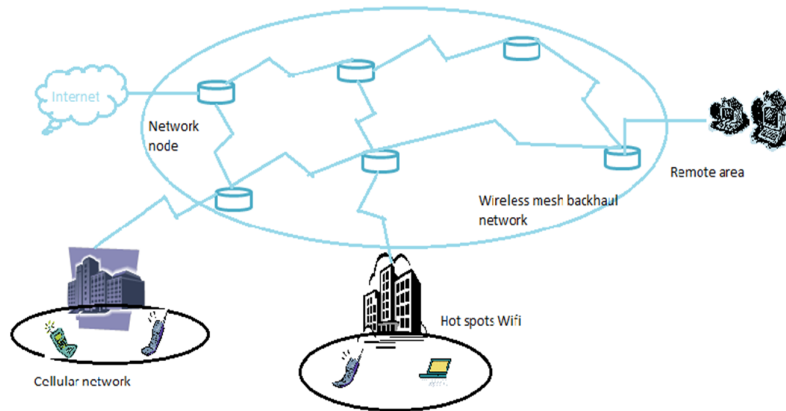 Internet
Network
node
Remote area
Wireless mesh backhaul
network
Hot spots Wifi
Cellular network